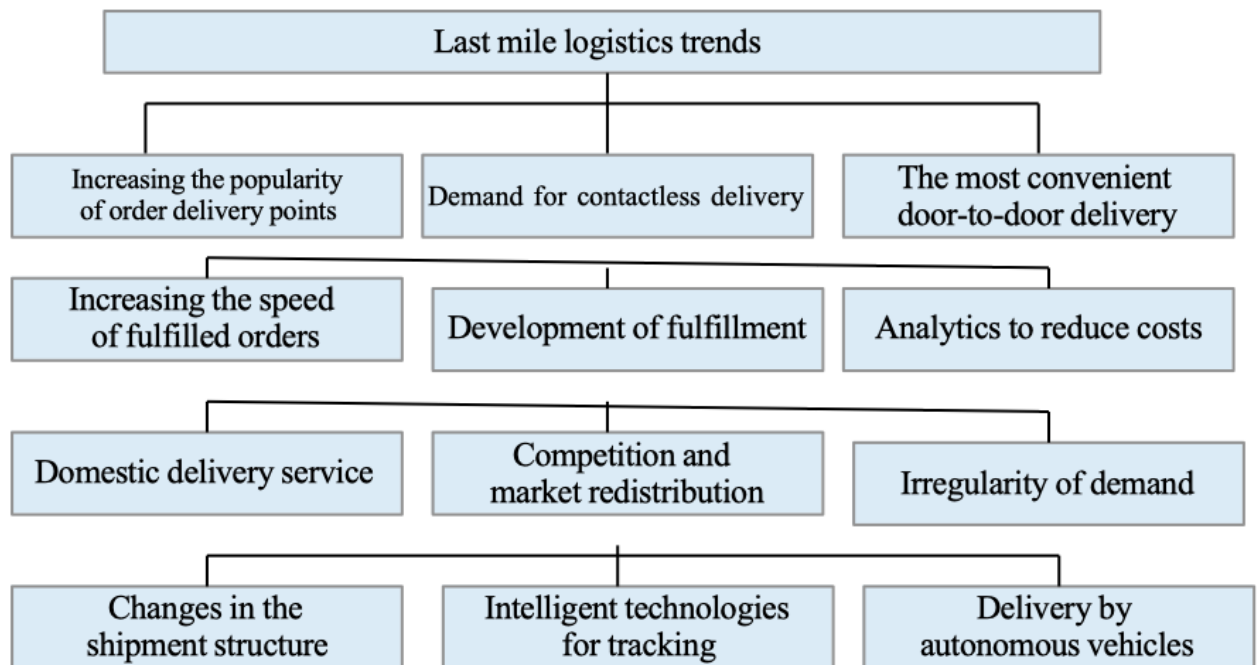 Last mile logistics trends
Increasing the popularity
of order delivery points
Demand for contactless delivery
The most convenient
door-to-door delivery
Increasing the speed
of fulfilled orders
Development of fulfillment
Analytics to reduce costs
Domestic delivery service
Competition and
market redistribution
Irregularity of demand
Changes in the
shipment structure
Intelligent technologies
for tracking
Delivery by
autonomous vehicles